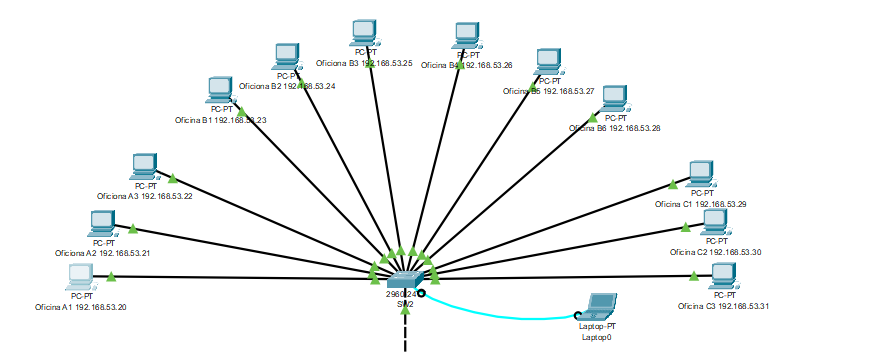 PC-PT
Oficiona B3 192.168.53.25
PC-PT
Oficina B4 192.168.53.26
PC-PT
Oficiona B2 192.168.53.24
PC-PT
Oficina B5 192.168.53.27
PC-PT
Oficina B1 192.168.53.23
PC-PT
Oficina B6 192.168.53.28
PC-PT
Oficiona A3 192.168.53.22
PC-PT
Oficina C1 192.168.53.29
PC-PT
Oficiona A2 192.168.53.21
PC-PT
Oficina C2 192.168.53.30
PC-PT
Oficina A1 192.168.53.20
PC-PT
Oficina C3 192.168.53.31
2960-24
SW2
Laptop-PT
Laptop0